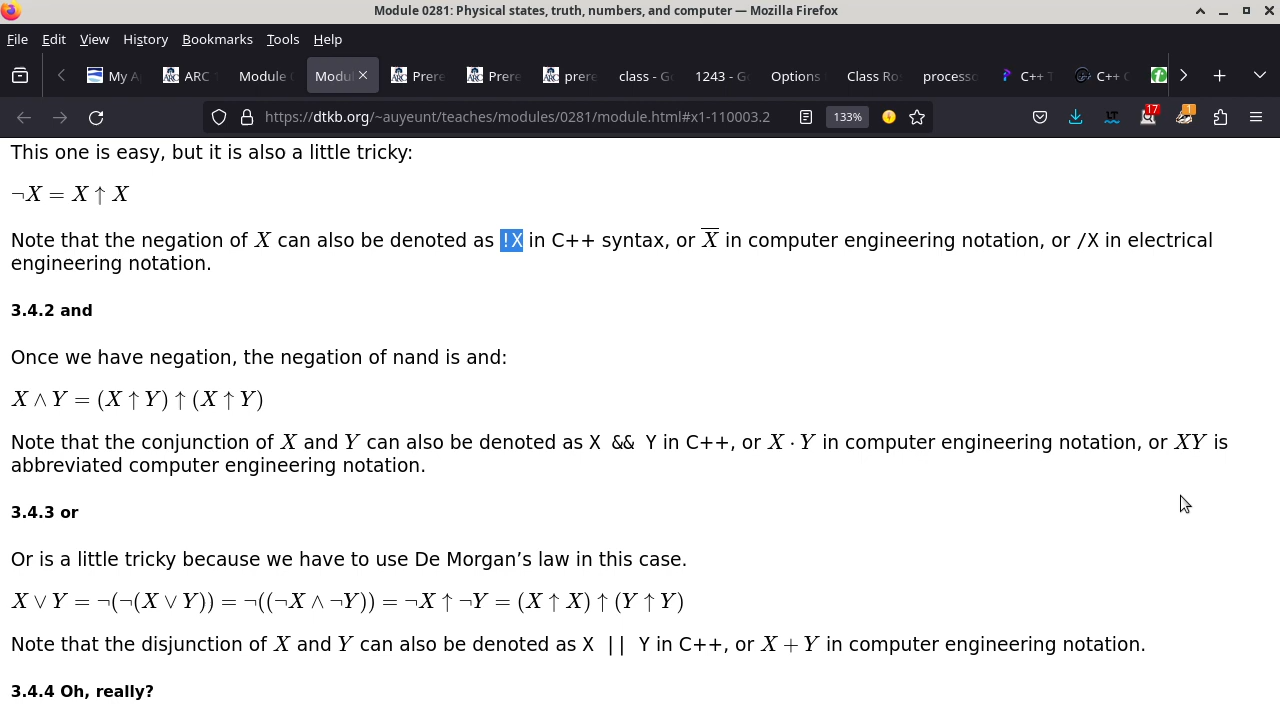 Module 0281: Physical states, truth, numbers, and computer — Mozilla Firefox
File Edit View History Bookmarks Tools Help
My A ARC Module Modul Prere Prere prere class - G 1243 - G Options Class Ro processo C++ T C++
https://dtkb.org/~auyeunt/teaches/modules/0281/module.html#x1-110003.2 133% 17 1
This one is easy, but it is also a little tricky:
¬X = X ↑ X
Note that the negation of X can also be denoted as !X in C++ syntax, or X̅ in computer engineering notation, or /X in electrical
engineering notation.
3.4.2 and
Once we have negation, the negation of nand is and:
X ∧ Y = (X ↑ Y) ↑ (X ↑ Y)
Note that the conjunction of X and Y can also be denoted as X && Y in C++, or X · Y in computer engineering notation, or XY is
abbreviated computer engineering notation.
3.4.3 or
Or is a little tricky because we have to use De Morgan’s law in this case.
X ∨ Y = ¬(¬(X ∨ Y)) = ¬((¬X ∧ ¬Y)) = ¬X ↑ ¬Y = (X ↑ X) ↑ (Y ↑ Y)
Note that the disjunction of X and Y can also be denoted as X || Y in C++, or X + Y in computer engineering notation.
3.4.4 Oh, really?